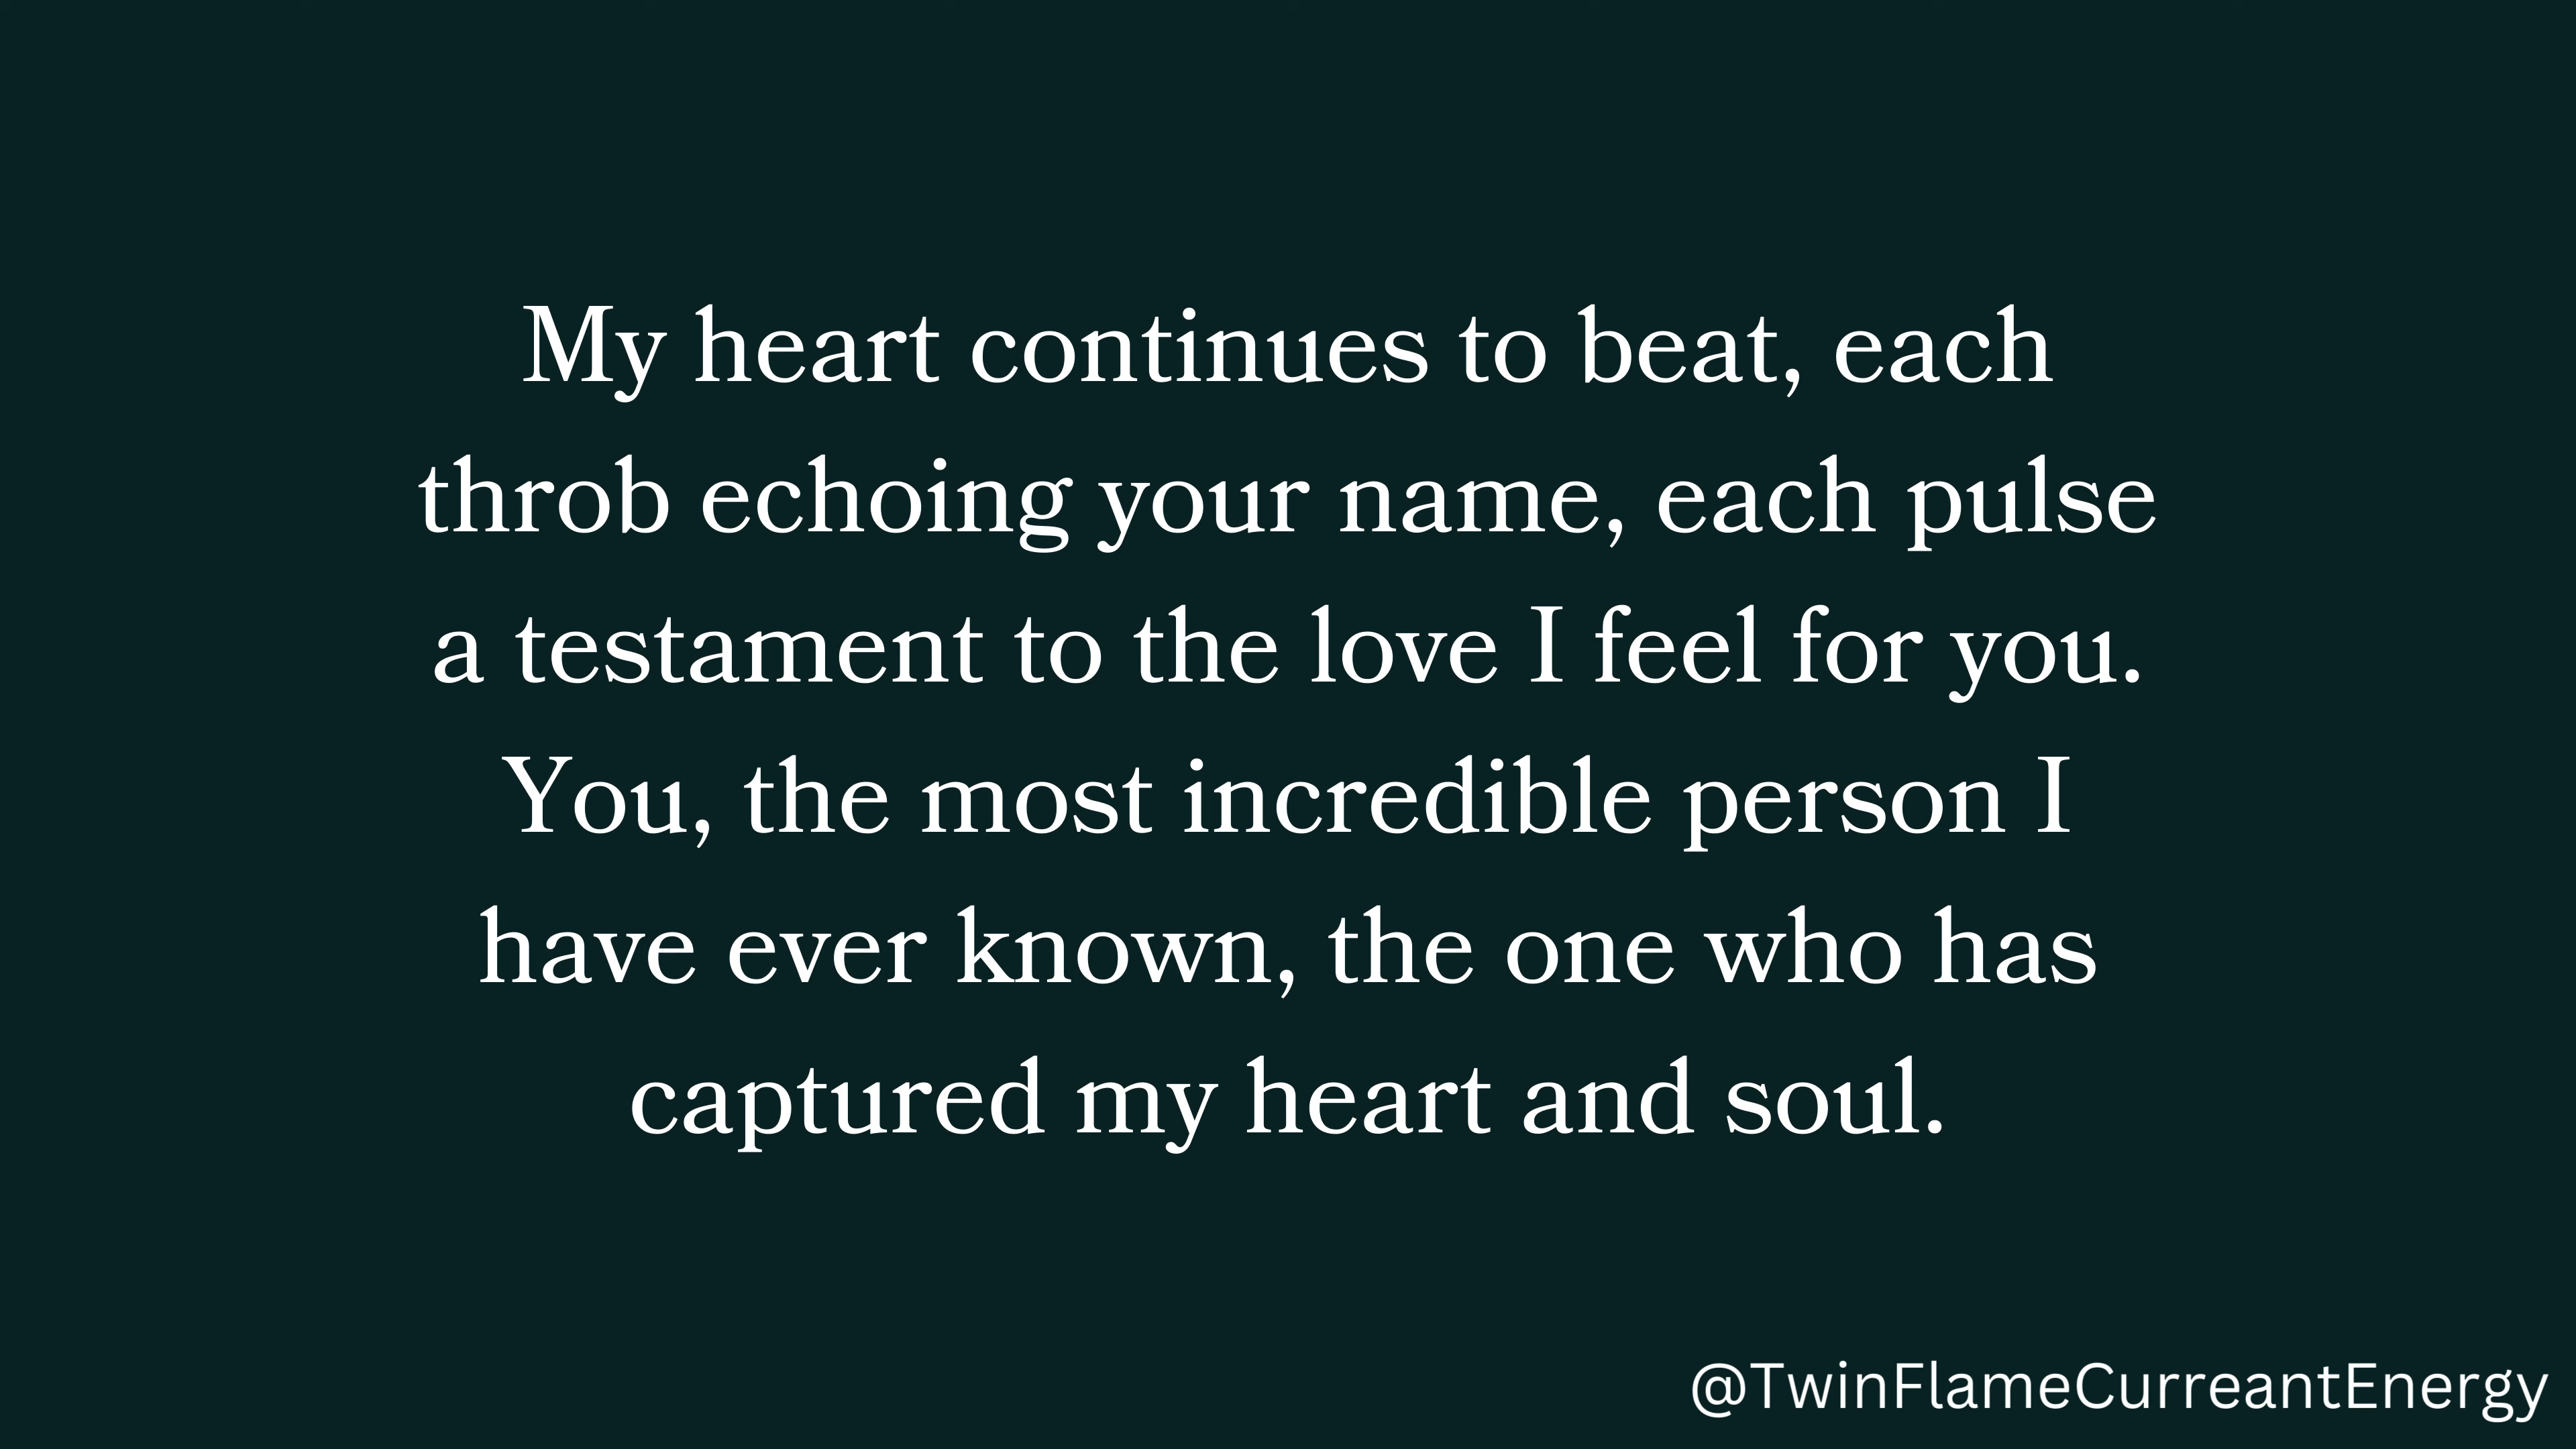 My heart continues to beat, each
throb echoing your name, each pulse
a testament to the love I feel for you.
You, the most incredible person I
have ever known, the one who has
captured my heart and soul.
@TwinFlameCurreantEnergy